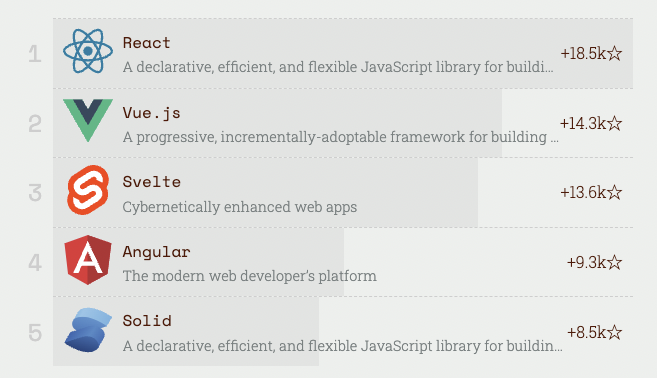 1
React
A declarative, efficient, and flexible JavaScript library for buildi...
+18.5k☆
2
Vue.js
A progressive, incrementally-adoptable framework for building ...
+14.3k☆
3
Svelte
Cybernetically enhanced web apps
+13.6k☆
4
Angular
The modern web developer's platform
+9.3k☆
5
Solid
A declarative, efficient, and flexible JavaScript library for buildin...
+8.5k☆